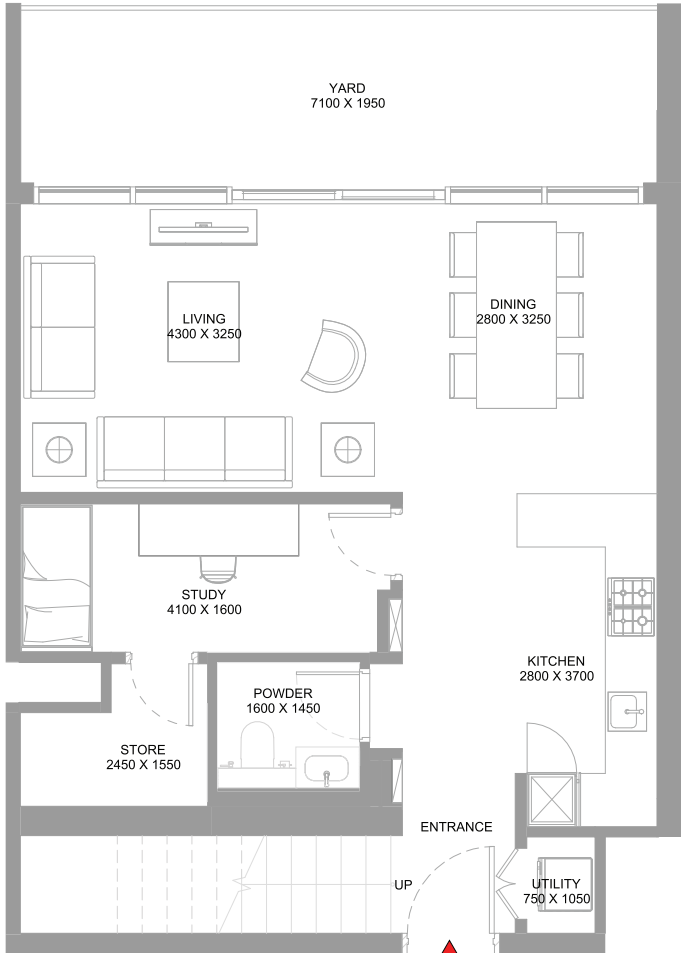 YARD
7100 X 1950
LIVING
4300 X 3250
DINING
2800 X 3250
STUDY
4100 X 1600
KITCHEN
2800 X 3700
POWDER
1600 X 1450
STORE
2450 X 1550
ENTRANCE
UP
UTILITY
750 X 1050